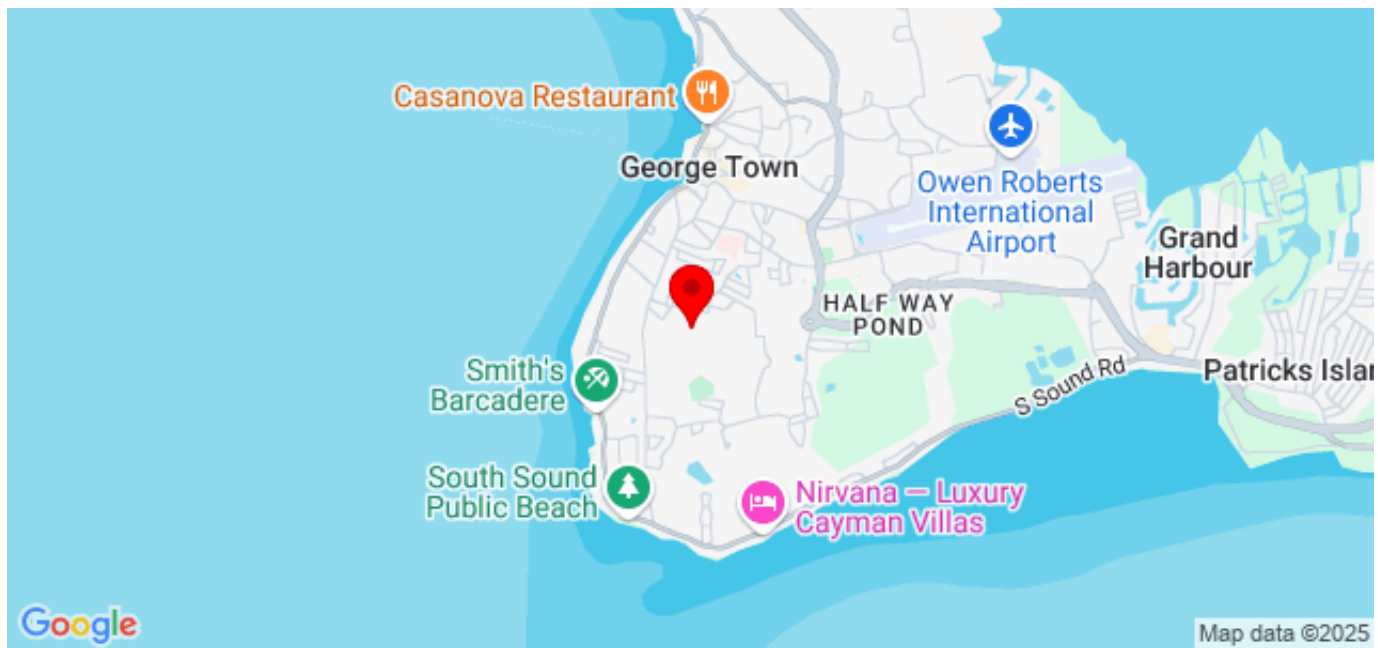 Casanova Restaurant
George Town
Owen Roberts
International
Airport
Grand
Harbour
HALF WAY
POND
Smith's
Barcadere
S Sound Rd
Patricks Islan
South Sound
Public Beach
Nirvana — Luxury
Cayman Villas
Google
Map data ©2025